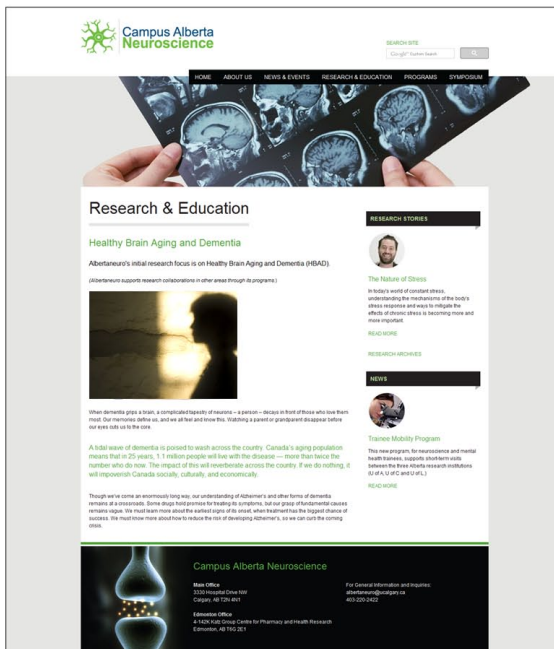 Campus Alberta
Neuroscience
SEARCH SITE
Google™ Custom Search
HOME ABOUT US NEWS & EVENTS RESEARCH & EDUCATION PROGRAMS SYMPOSIUM
Research & Education
Healthy Brain Aging and Dementia
Albertaneuro's initial research focus is on Healthy Brain Aging and Dementia (HBAD).
(Albertaneuro supports research collaborations in other areas through its programs.)
When dementia grips a brain, a complicated tapestry of neurons – a person – decays in front of those who love them
most. Our memories define us, and we all feel and know this. Watching a parent or grandparent disappear before
our eyes cuts us to the core.
A tidal wave of dementia is poised to wash across the country. Canada's aging population
means that in 25 years, 1.1 million people will live with the disease — more than twice the
number who do now. The impact of this will reverberate across the country. If we do nothing, it
will impoverish Canada socially, culturally, and economically.
Though we've come an enormously long way, our understanding of Alzheimer's and other forms of dementia
remains at a crossroads. Some drugs hold promise for treating its symptoms, but our grasp of fundamental causes
remains vague. We must learn more about the earliest signs of its onset, when treatment has the biggest chance of
success. We must know more about how to reduce the risk of developing Alzheimer's, so we can curb the coming
crisis.
RESEARCH STORIES
The Nature of Stress
In today's world of constant stress,
understanding the mechanisms of the body's
stress response and ways to mitigate the
effects of chronic stress is becoming more and
more important.
READ MORE
RESEARCH ARCHIVES
NEWS
Trainee Mobility Program
This new program, for neuroscience and mental
health trainees, supports short-term visits
between the three Alberta research institutions
(U of A, U of C and U of L.)
READ MORE
Campus Alberta Neuroscience
Main Office
3330 Hospital Drive NW
Calgary, AB T2N 4N1
Edmonton Office
4-142K Katz Group Centre for Pharmacy and Health Research
Edmonton, AB T6G 2E1
For General Information and Inquiries:
albertaneuro@ucalgary.ca
403-220-2422